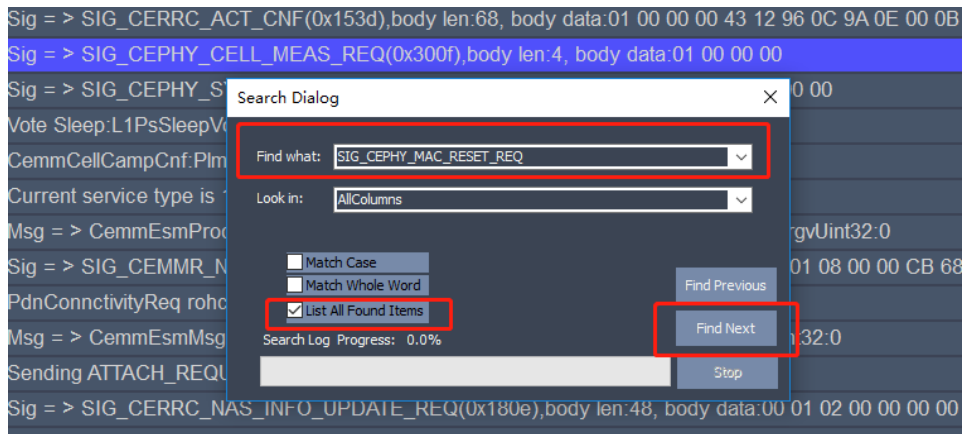 Sig = > SIG_CERRC_ACT_CNF(0x153d),body len:68, body data:01 00 00 00 43 12 96 0C 9A 0E 00 0B
Sig = > SIG_CEPHY_CELL_MEAS_REQ(0x300f),body len:4, body data:01 00 00 00
Sig = > SIG_CEPHY_S 0 00
Search Dialog
Vote Sleep:L1PsSleepV
CemmCellCampCnf:Plm
Find what: SIG_CEPHY_MAC_RESET_REQ
Current service type is
Look in: AllColumns
Msg = > CemmEsmProc rgvUint32:0
Sig = > SIG_CEMMR_N 01 08 00 00 CB 68
Match Case
Match Whole Word
Find Previous
PdnConnctivityReq rohc
List All Found Items
Msg = > CemmEsmMsg nt32:0
Find Next
Search Log Progress: 0.0%
Sending ATTACH_REQU
Stop
Sig = > SIG_CERRC_NAS_INFO_UPDATE_REQ(0x180e),body len:48, body data:00 01 02 00 00 00 00 00